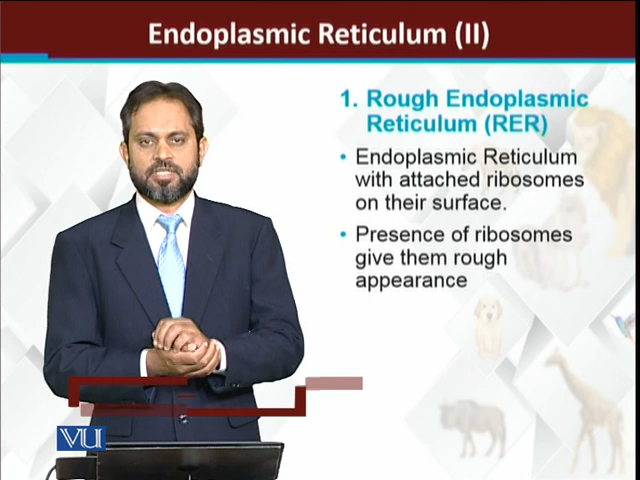 Endoplasmic Reticulum (II)
1. Rough Endoplasmic
Reticulum (RER)
• Endoplasmic Reticulum
with attached ribosomes
on their surface.
• Presence of ribosomes
give them rough
appearance
VU